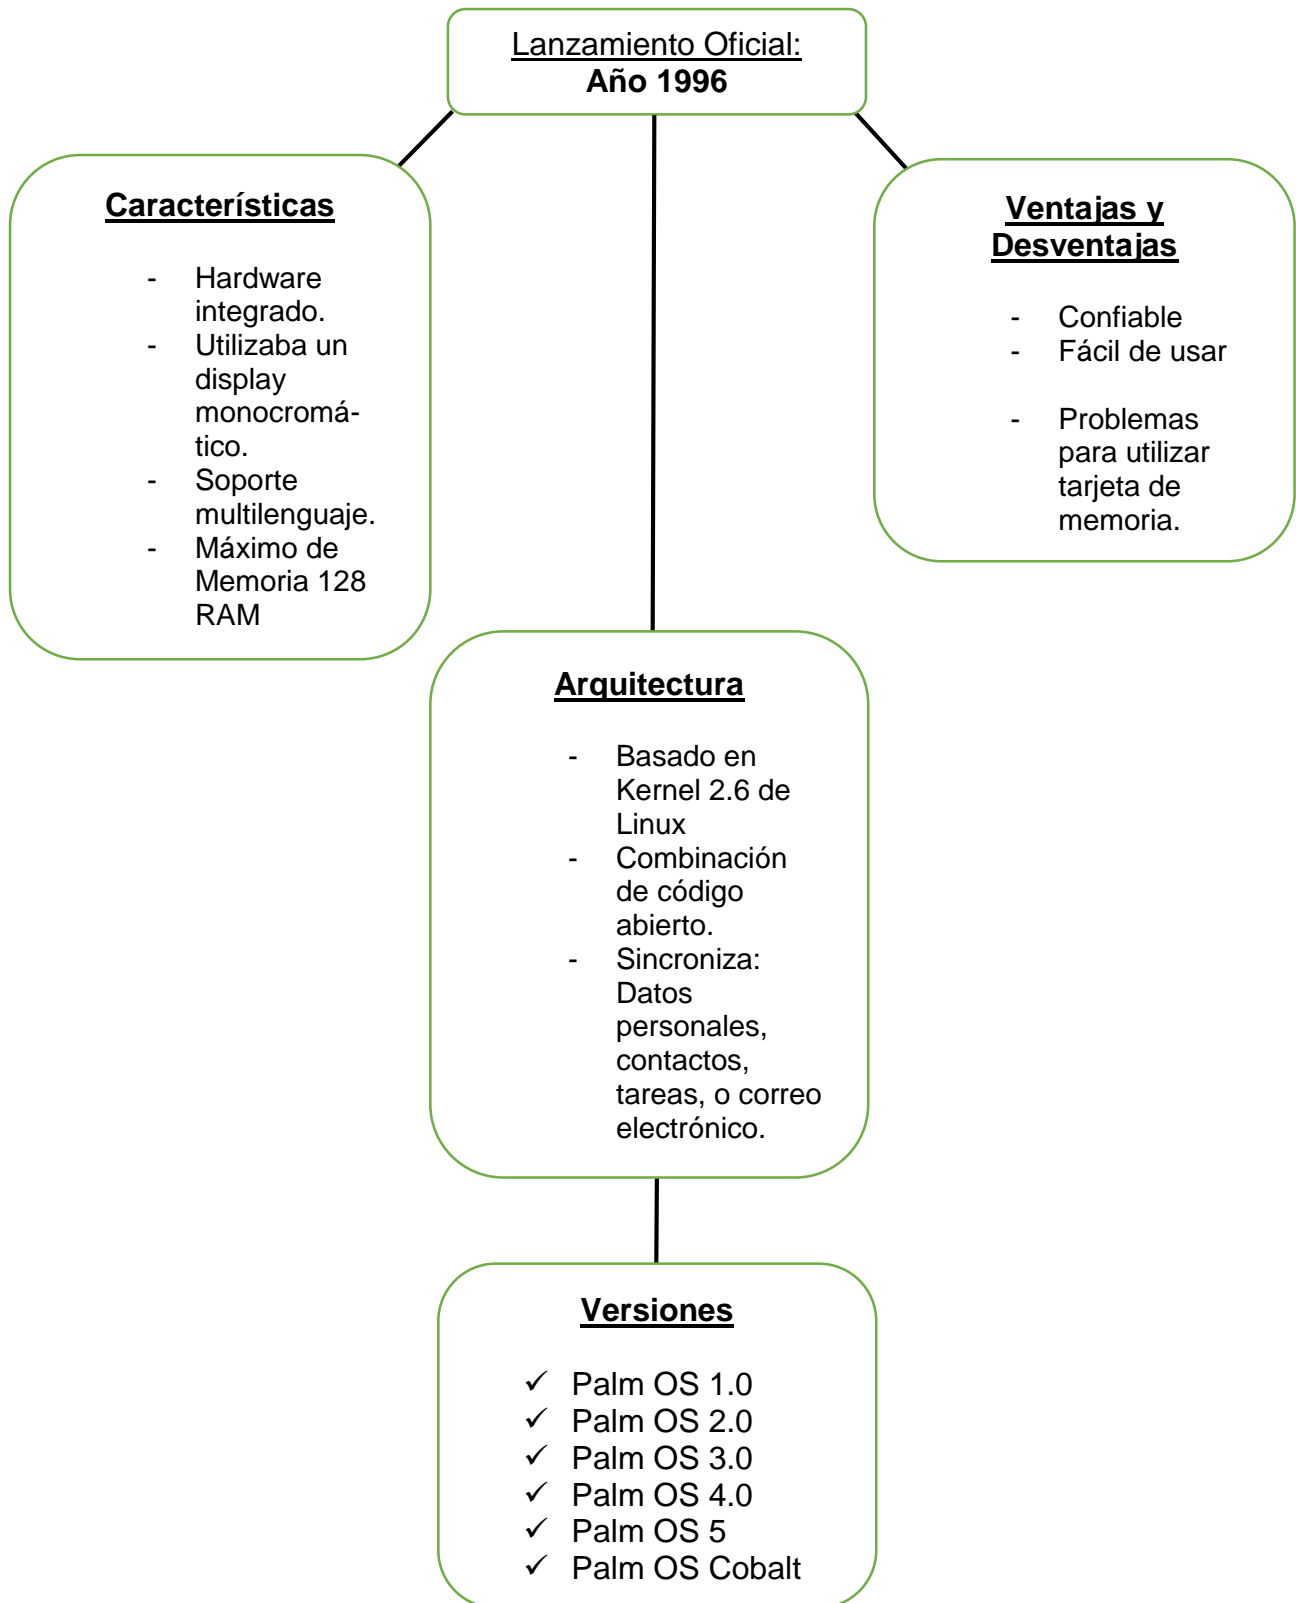 Lanzamiento Oficial:
Año 1996
Características
- Hardware
integrado.
- Utilizaba un
display
monocromá-
tico.
- Soporte
multilenguaje.
- Máximo de
Memoria 128
RAM
Ventajas y
Desventajas
- Confiable
- Fácil de usar
- Problemas
para utilizar
tarjeta de
memoria.
Arquitectura
- Basado en
Kernel 2.6 de
Linux
- Combinación
de código
abierto.
- Sincroniza:
Datos
personales,
contactos,
tareas, o correo
electrónico.
Versiones
✓ Palm OS 1.0
✓ Palm OS 2.0
✓ Palm OS 3.0
✓ Palm OS 4.0
✓ Palm OS 5
✓ Palm OS Cobalt